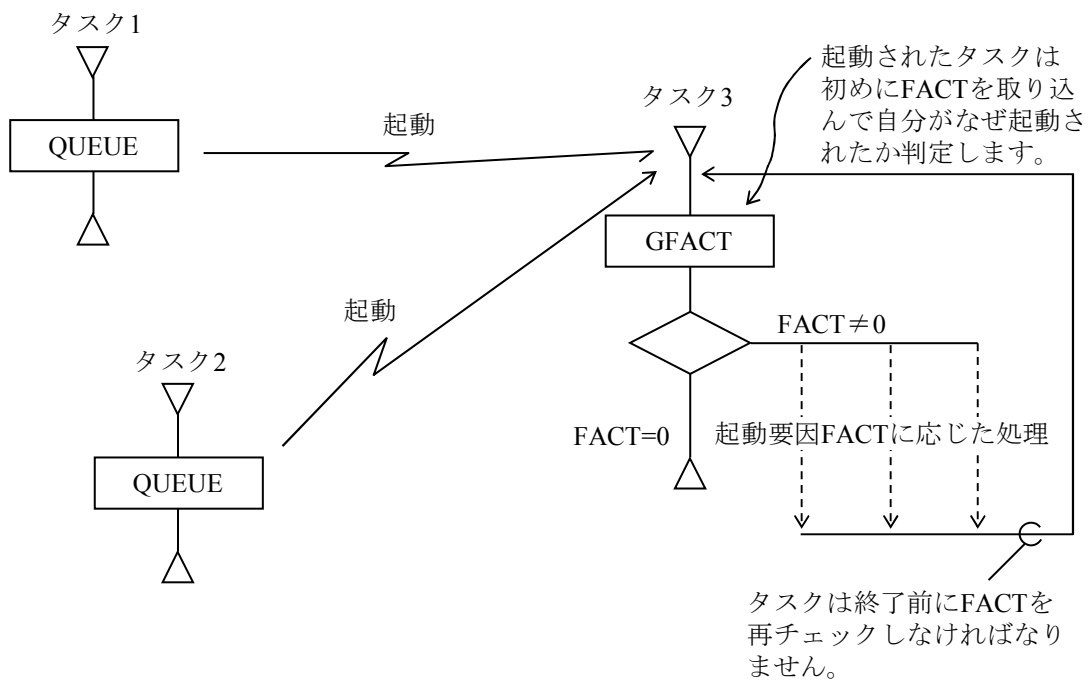 タスク1
QUEUE
起動
タスク3
起動されたタスクは
初めにFACTを取り込
んで自分がなぜ起動さ
れたか判定します。
GFACT
起動
FACT≠0
タスク2
QUEUE
FACT=0
起動要因FACTに応じた処理
タスクは終了前にFACTを
再チェックしなければなり
ません。